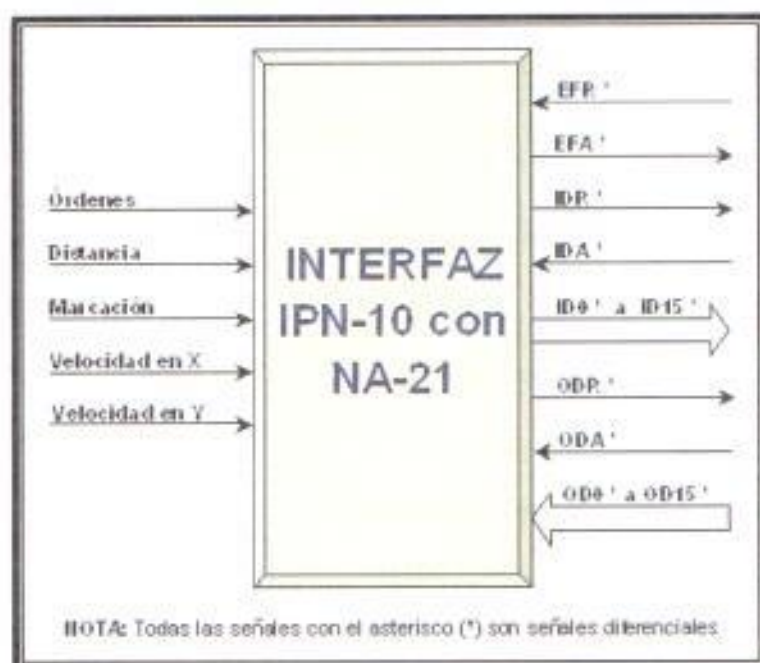 Órdenes
Distancia
Marcación
Velocidad en X
Velocidad en Y
INTERFAZ
IPN-10 con
NA-21
EFR *
EFA *
IDR *
IDA *
ID0 * a ID15 *
ODR *
ODA *
OD0 * a OD15 *
NOTA: Todas las señales con el asterisco (*) son señales diferenciales